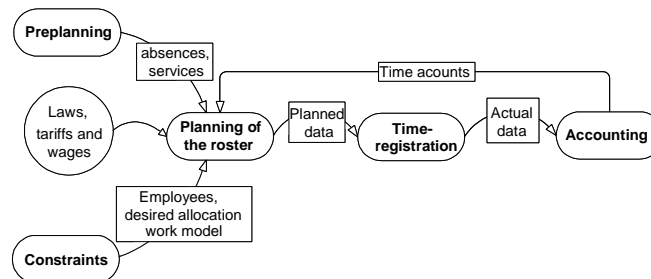 Preplanning
absences,
services
Time acounts
Laws,
tariffs and
wages
Planning of
the roster
Planned
data
Time-
registration
Actual
data
Accounting
Employees,
desired allocation
work model
Constraints